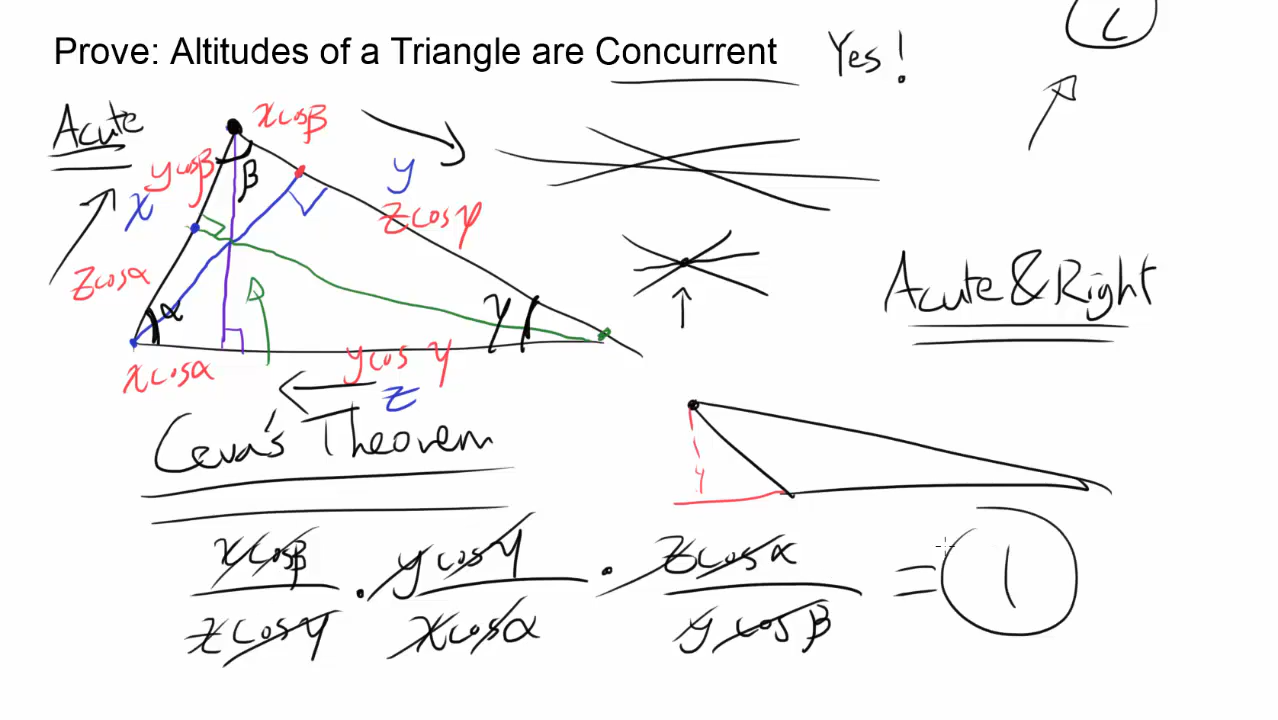 Prove: Altitudes of a Triangle are Concurrent
Yes!
Acute
xcosβ
ycosβ
β
y
x
zcosγ
zcosα
α
γ
Acute & Right
xcosα
ycosγ
z
Ceva's Theorem
xcosβ/zcosγ · ycosγ/xcosα · zcosα/ycosβ = 1